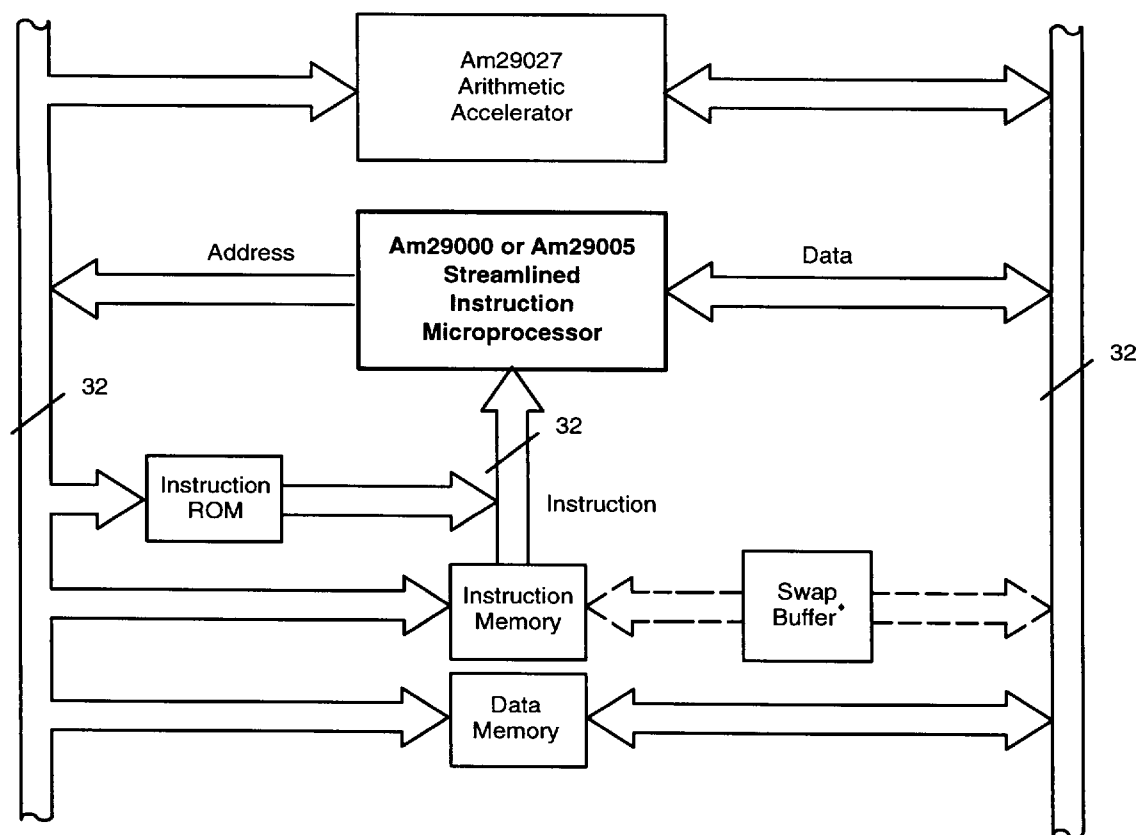 Am29027
Arithmetic
Accelerator
Address
Am29000 or Am29005
Streamlined
Instruction
Microprocessor
Data
32
32
32
Instruction
ROM
Instruction
Instruction
Memory
Swap
Buffer*
Data
Memory